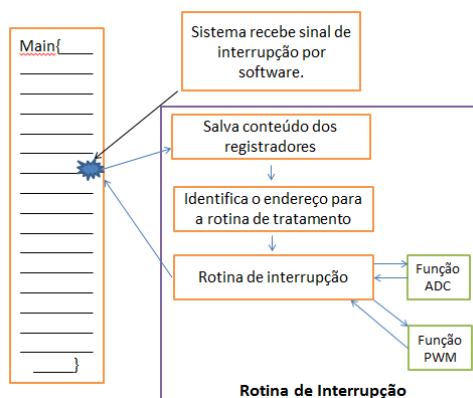 Main{
Sistema recebe sinal de
interrupção por
software.
Salva conteúdo dos
registradores
Identifica o endereço para
a rotina de tratamento
Rotina de interrupção
Função
ADC
Função
PWM
}
Rotina de Interrupção